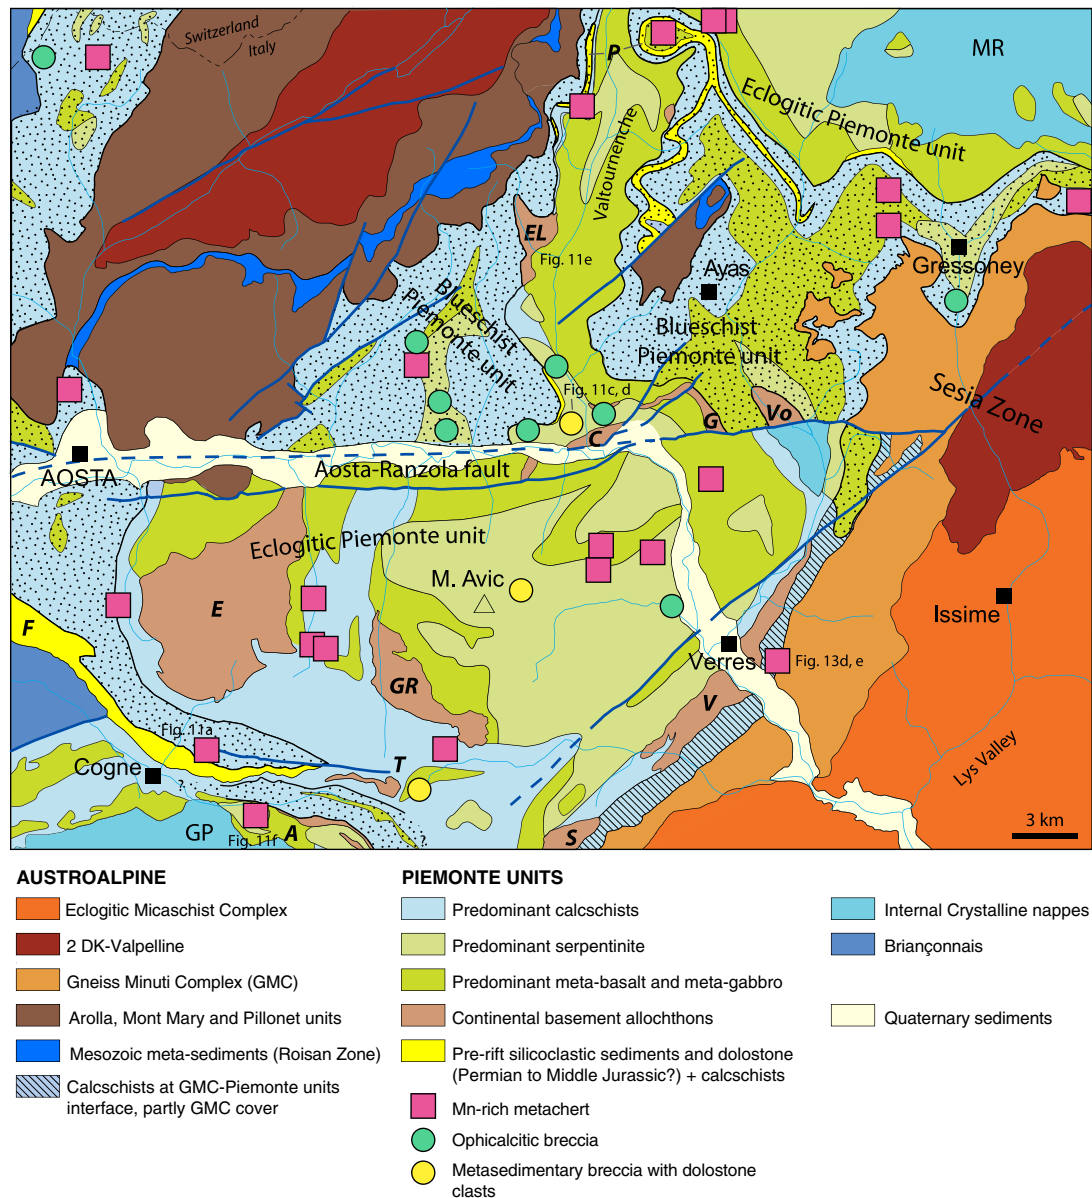 Switzerland
Italy
P
MR
Eclogitic Piemonte unit
Valtournenche
EL
Fig. 11e
Ayas
Gressoney
Blueschist
Piemonte unit
Blueschist
Piemonte unit
Fig. 11c, d
Sesia Zone
C
G
Vo
AOSTA
Aosta-Ranzola fault
Eclogitic Piemonte unit
M. Avic
E
Issime
F
Verres
Fig. 13d, e
GR
V
Fig. 11a
T
Cogne
Lys Valley
?
GP
Fig. 11f
A
?
S
3 km
AUSTROALPINE
Eclogitic Micaschist Complex
2 DK-Valpelline
Gneiss Minuti Complex (GMC)
Arolla, Mont Mary and Pillonet units
Mesozoic meta-sediments (Roisan Zone)
Calcschists at GMC-Piemonte units
interface, partly GMC cover
PIEMONTE UNITS
Predominant calcschists
Predominant serpentinite
Predominant meta-basalt and meta-gabbro
Continental basement allochthons
Pre-rift silicoclastic sediments and dolostone
(Permian to Middle Jurassic?) + calcschists
Mn-rich metachert
Ophicalcitic breccia
Metasedimentary breccia with dolostone
clasts
Internal Crystalline nappes
Briançonnais
Quaternary sediments